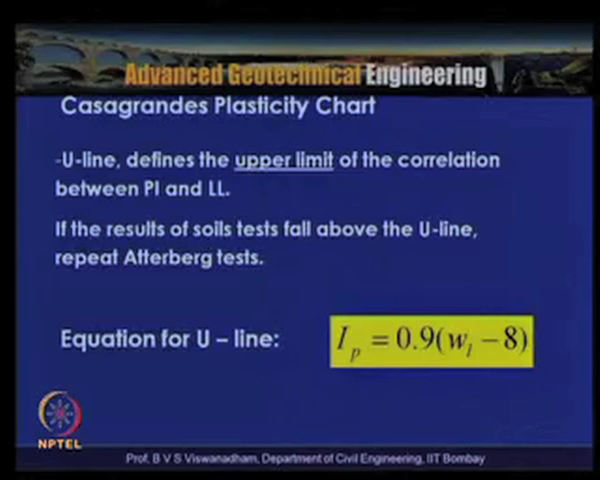 Advanced Geotechnical Engineering
Casagrandes Plasticity Chart
-U-line, defines the upper limit of the correlation
between PI and LL.
If the results of soils tests fall above the U-line,
repeat Atterberg tests.
Equation for U – line: I_p = 0.9(w_l − 8)
NPTEL
Prof. B V S Viswanadham, Department of Civil Engineering, IIT Bombay